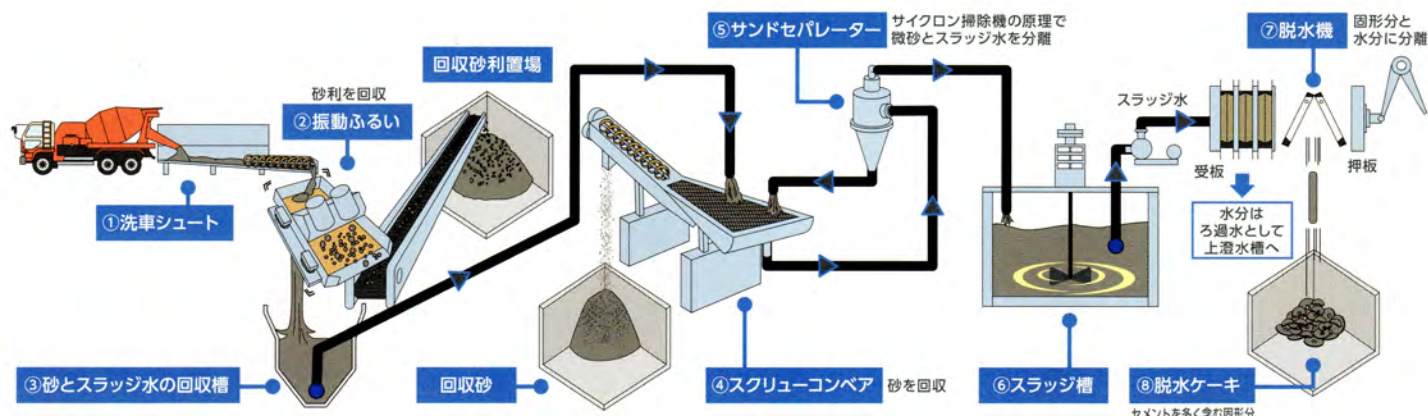 ①洗車シュート
砂利を回収
②振動ふるい
回収砂利置場
③砂とスラッジ水の回収槽
回収砂
④スクリューコンベア
砂を回収
⑤サンドセパレーター
サイクロン掃除機の原理で
微砂とスラッジ水を分離
⑥スラッジ槽
スラッジ水
受板
水分は
ろ過水として
上澄水槽へ
⑦脱水機
固形分と
水分に分離
押板
⑧脱水ケーキ
セメントを多く含む固形分